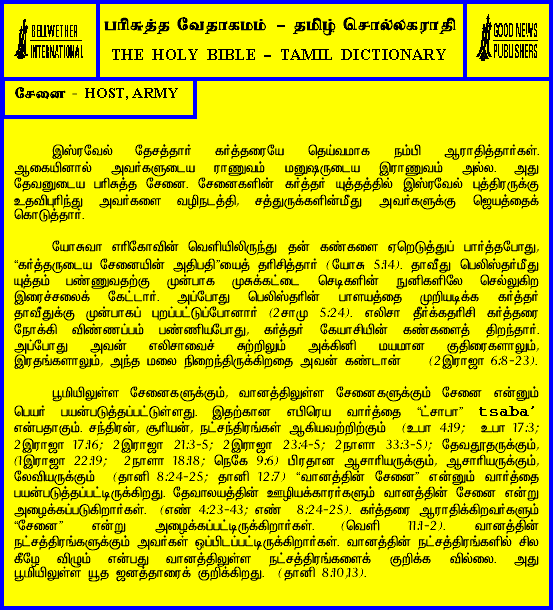 BELLWETHER
INTERNATIONAL
பரிசுத்த வேதாகமம் – தமிழ் சொல்லகராதி
THE HOLY BIBLE – TAMIL DICTIONARY
GOOD NEWS
PUBLISHERS
சேனை - HOST, ARMY
இஸ்ரவேல் தேசத்தார் கர்த்தரையே தெய்வமாக நம்பி ஆராதித்தார்கள்.
ஆகையினால் அவர்களுடைய ராணுவம் மனுஷருடைய இராணுவம் அல்ல. அது
தேவனுடைய பரிசுத்த சேனை. சேனைகளின் கர்த்தர் யுத்தத்தில் இஸ்ரவேல் புத்திரருக்கு
உதவிபுரிந்து அவர்களை வழிநடத்தி, சத்துருக்களின்மீது அவர்களுக்கு ஜெயத்தைக்
கொடுத்தார்.
யோசுவா எரிகோவின் வெளியிலிருந்து தன் கண்களை ஏறெடுத்துப் பார்த்தபோது,
“கர்த்தருடைய சேனையின் அதிபதி”யைத் தரிசித்தார் (யோசு 5:14). தாவீது பெலிஸ்தர்மீது
யுத்தம் பண்ணுவதற்கு முன்பாக முசுக்கட்டை செடிகளின் நுனிகளிலே செல்லுகிற
இரைச்சலைக் கேட்டார். அப்போது பெலிஸ்தரின் பாளயத்தை முறியடிக்க கர்த்தர்
தாவீதுக்கு முன்பாகப் புறப்பட்டுப்போனார் (2சாமு 5:24). எலிசா தீர்க்கதரிசி கர்த்தரை
நோக்கி விண்ணப்பம் பண்ணியபோது, கர்த்தர் கேயாசியின் கண்களைத் திறந்தார்.
அப்போது அவன் எலிசாவைச் சுற்றிலும் அக்கினி மயமான குதிரைகளாலும்,
இரதங்களாலும், அந்த மலை நிறைந்திருக்கிறதை அவன் கண்டான் (2இராஜா 6:8-23).
பூமியிலுள்ள சேனைகளுக்கும், வானத்திலுள்ள சேனைகளுக்கும் சேனை என்னும்
பெயர் பயன்படுத்தப்பட்டுள்ளது. இதற்கான எபிரெய வார்த்தை “ட்சாபா” tsaba’
என்பதாகும். சந்திரன், சூரியன், நட்சந்திரங்கள் ஆகியவற்றிற்கும் (உபா 4:19; உபா 17:3;
2இராஜா 17:16; 2இராஜா 21:3-5; 2இராஜா 23:4-5; 2நாளா 33:3-5); தேவதூதருக்கும்,
(1இராஜா 22:19; 2நாளா 18:18; நெகே 9:6) பிரதான ஆசாரியருக்கும், ஆசாரியருக்கும்,
லேவியருக்கும் (தானி 8:24-25; தானி 12:7) “வானத்தின் சேனை” என்னும் வார்த்தை
பயன்படுத்தப்பட்டிருக்கிறது. தேவாலயத்தின் ஊழியக்காரர்களும் வானத்தின் சேனை என்று
அழைக்கப்படுகிறார்கள். (எண் 4:23-43; எண் 8:24-25). கர்த்தரை ஆராதிக்கிறவர்களும்
“சேனை” என்று அழைக்கப்பட்டிருக்கிறார்கள். (வெளி 11:1-2). வானத்தின்
நட்சத்திரங்களுக்கும் அவர்கள் ஒப்பிடப்பட்டிருக்கிறார்கள். வானத்தின் நட்சத்திரங்களில் சில
கீழே விழும் என்பது வானத்திலுள்ள நட்சத்திரங்களைக் குறிக்க வில்லை. அது
பூமியிலுள்ள யூத ஜனத்தாரைக் குறிக்கிறது. (தானி 8:10,13).